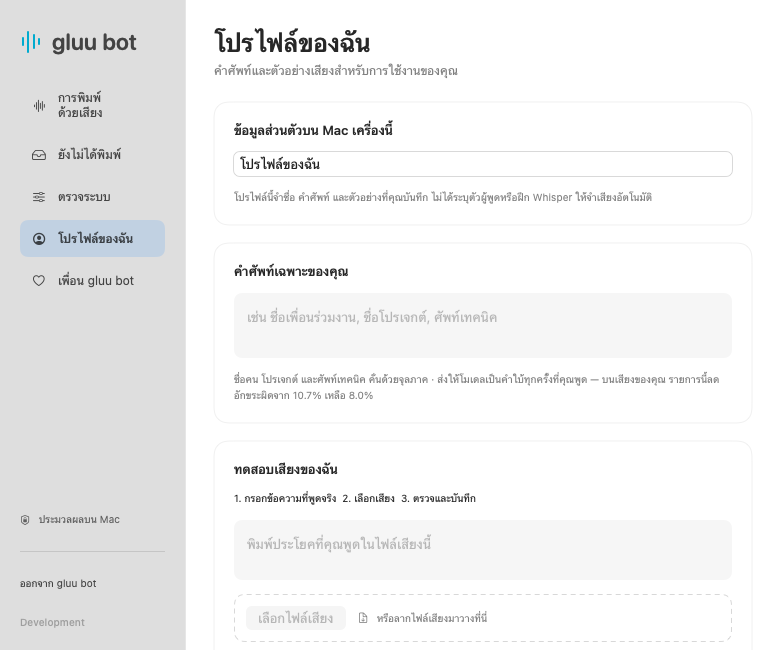 gluu bot
การพิมพ์
ด้วยเสียง
ยังไม่ได้พิมพ์
ตรวจระบบ
โปรไฟล์ของฉัน
เพื่อน gluu bot
ประมวลผลบน Mac
ออกจาก gluu bot
Development
โปรไฟล์ของฉัน
คำศัพท์และตัวอย่างเสียงสำหรับการใช้งานของคุณ
ข้อมูลส่วนตัวบน Mac เครื่องนี้
โปรไฟล์ของฉัน
โปรไฟล์นี้จำชื่อ คำศัพท์ และตัวอย่างที่คุณบันทึก ไม่ได้ระบุตัวผู้พูดหรือฝึก Whisper ให้จำเสียงอัตโนมัติ
คำศัพท์เฉพาะของคุณ
เช่น ชื่อเพื่อนร่วมงาน, ชื่อโปรเจกต์, ศัพท์เทคนิค
ชื่อคน โปรเจกต์ และศัพท์เทคนิค คั่นด้วยจุลภาค · ส่งให้โมเดลเป็นคำใบ้ทุกครั้งที่คุณพูด — บนเสียงของคุณ รายการนี้ลด
อักขระผิดจาก 10.7% เหลือ 8.0%
ทดสอบเสียงของฉัน
1. กรอกข้อความที่พูดจริง 2. เลือกเสียง 3. ตรวจและบันทึก
พิมพ์ประโยคที่คุณพูดในไฟล์เสียงนี้
เลือกไฟล์เสียง
หรือลากไฟล์เสียงมาวางที่นี่